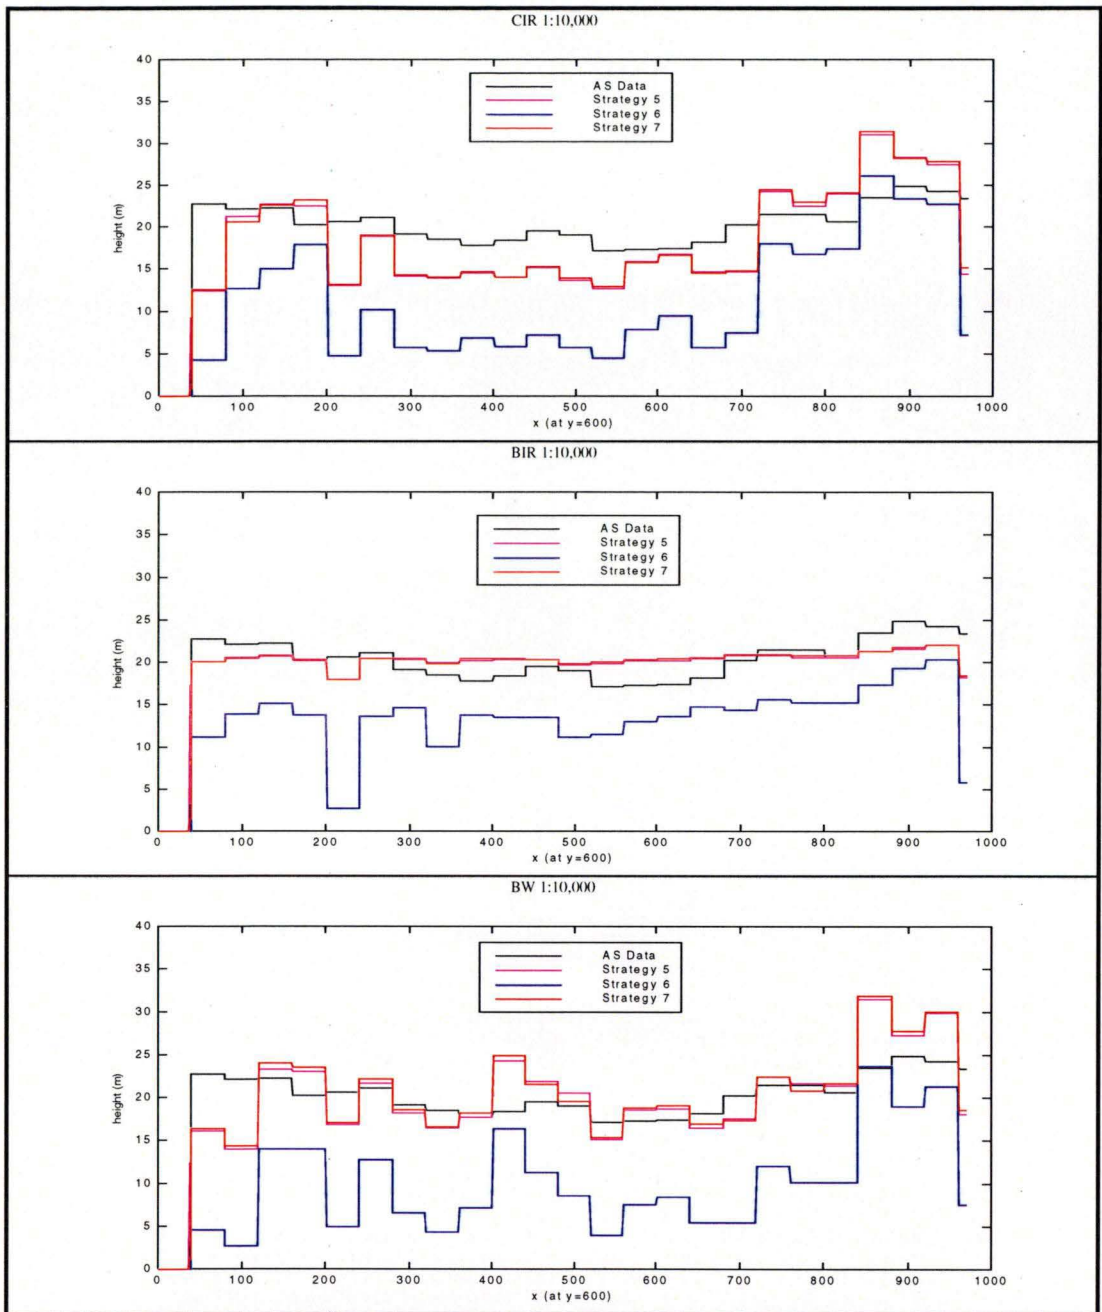 CIR 1:10,000
40
35
30
25
20
15
10
5
0
height (m)
AS Data
Strategy 5
Strategy 6
Strategy 7
0 100 200 300 400 500 600 700 800 900 1000
x (at y=600)
BIR 1:10,000
40
35
30
25
20
15
10
5
0
height (m)
AS Data
Strategy 5
Strategy 6
Strategy 7
0 100 200 300 400 500 600 700 800 900 1000
x (at y=600)
BW 1:10,000
40
35
30
25
20
15
10
5
0
height (m)
AS Data
Strategy 5
Strategy 6
Strategy 7
0 100 200 300 400 500 600 700 800 900 1000
x (at y=600)